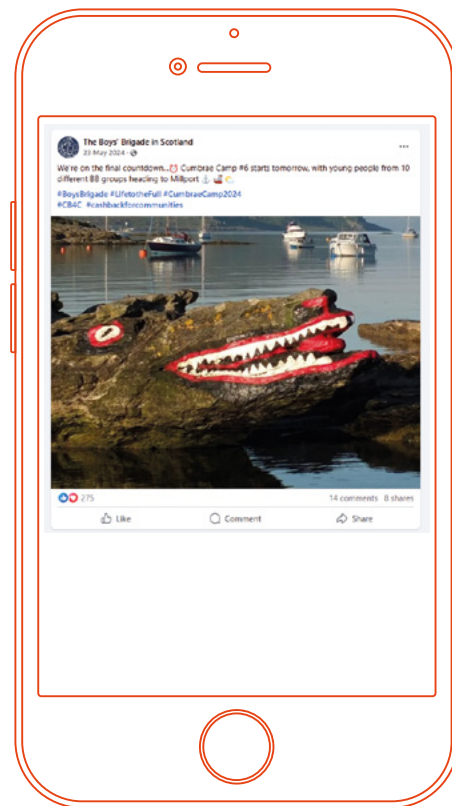 The Boys' Brigade in Scotland
23 May 2024 ·
We're on the final countdown...⏰ Cumbrae Camp #6 starts tomorrow, with young people from 10
different BB groups heading to Millport
#BoysBrigade #LifetotheFull #CumbraeCamp2024
#CB4C #cashbackforcommunities
275
14 comments 8 shares
Like Comment Share